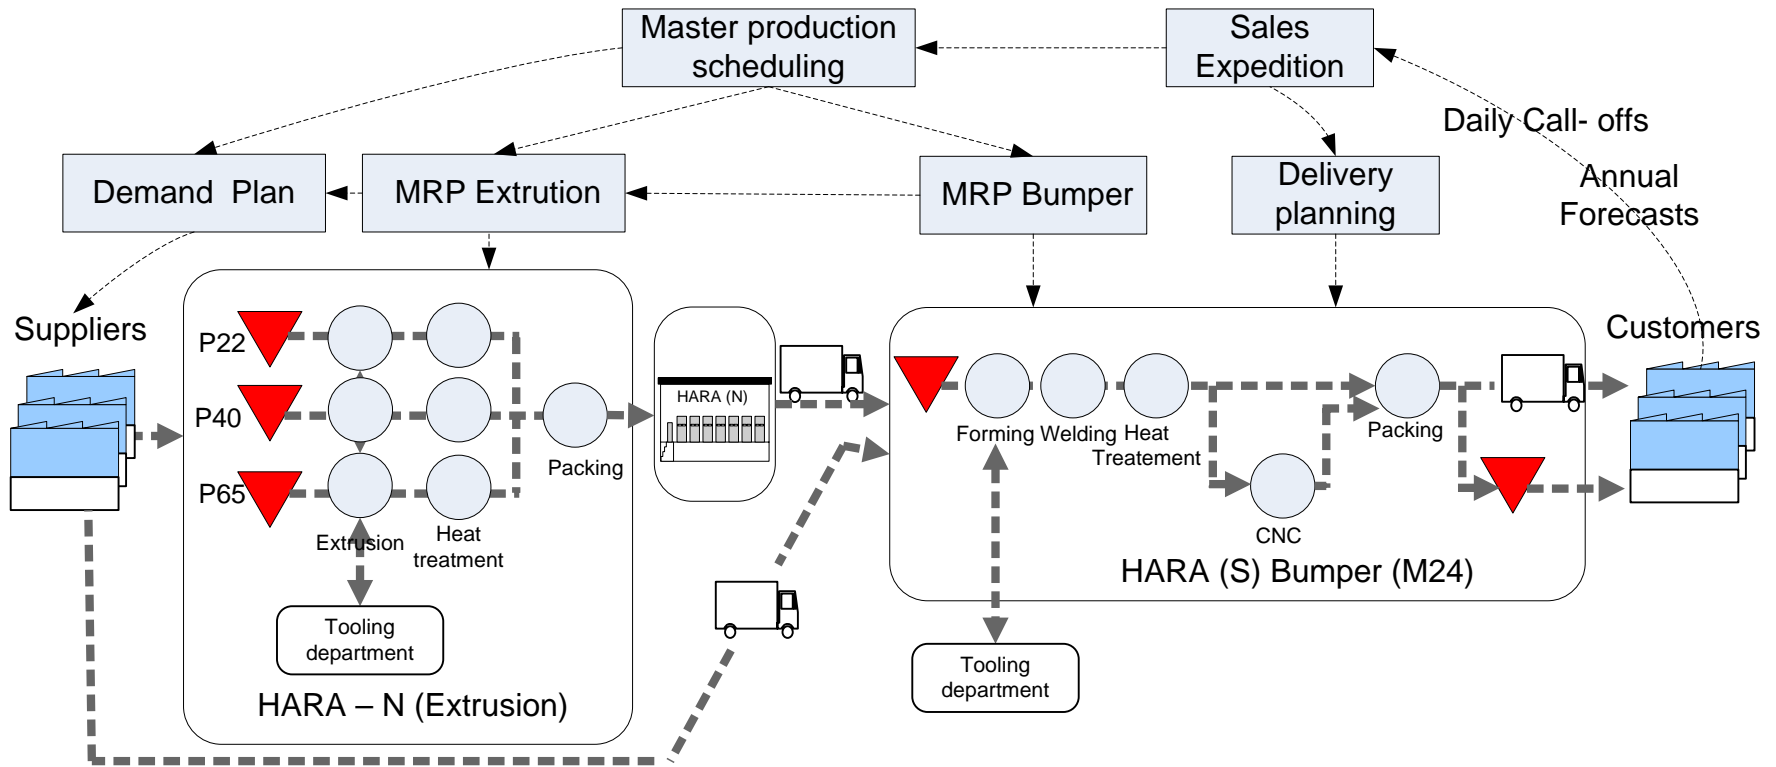 Master production
scheduling
Sales
Expedition
Daily Call- offs
Annual
Forecasts
Demand Plan
MRP Extrution
MRP Bumper
Delivery
planning
Suppliers
Customers
P22
P40
P65
Extrusion
Heat
treatment
Packing
Tooling
department
HARA – N (Extrusion)
HARA (N)
Forming
Welding
Heat
Treatement
Packing
CNC
HARA (S) Bumper (M24)
Tooling
department